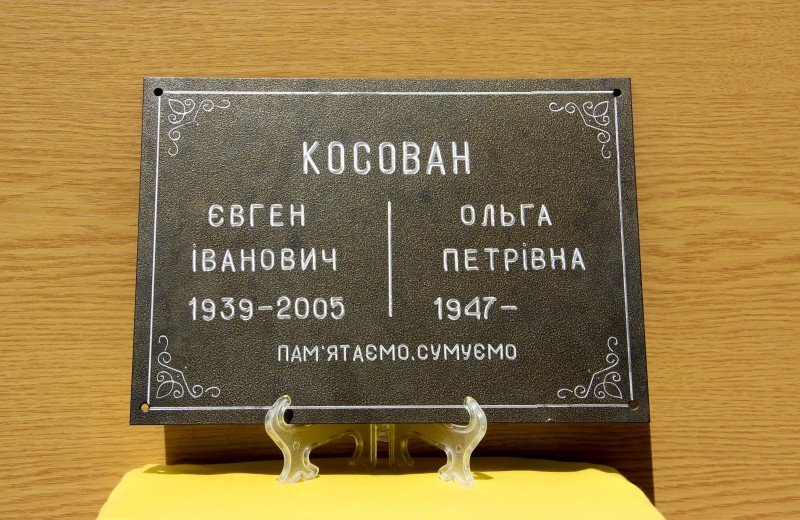 КОСОВАН
ЄВГЕН
ІВАНОВИЧ
1939-2005
ОЛЬГА
ПЕТРІВНА
1947-
ПАМ'ЯТАЄМО, СУМУЄМО